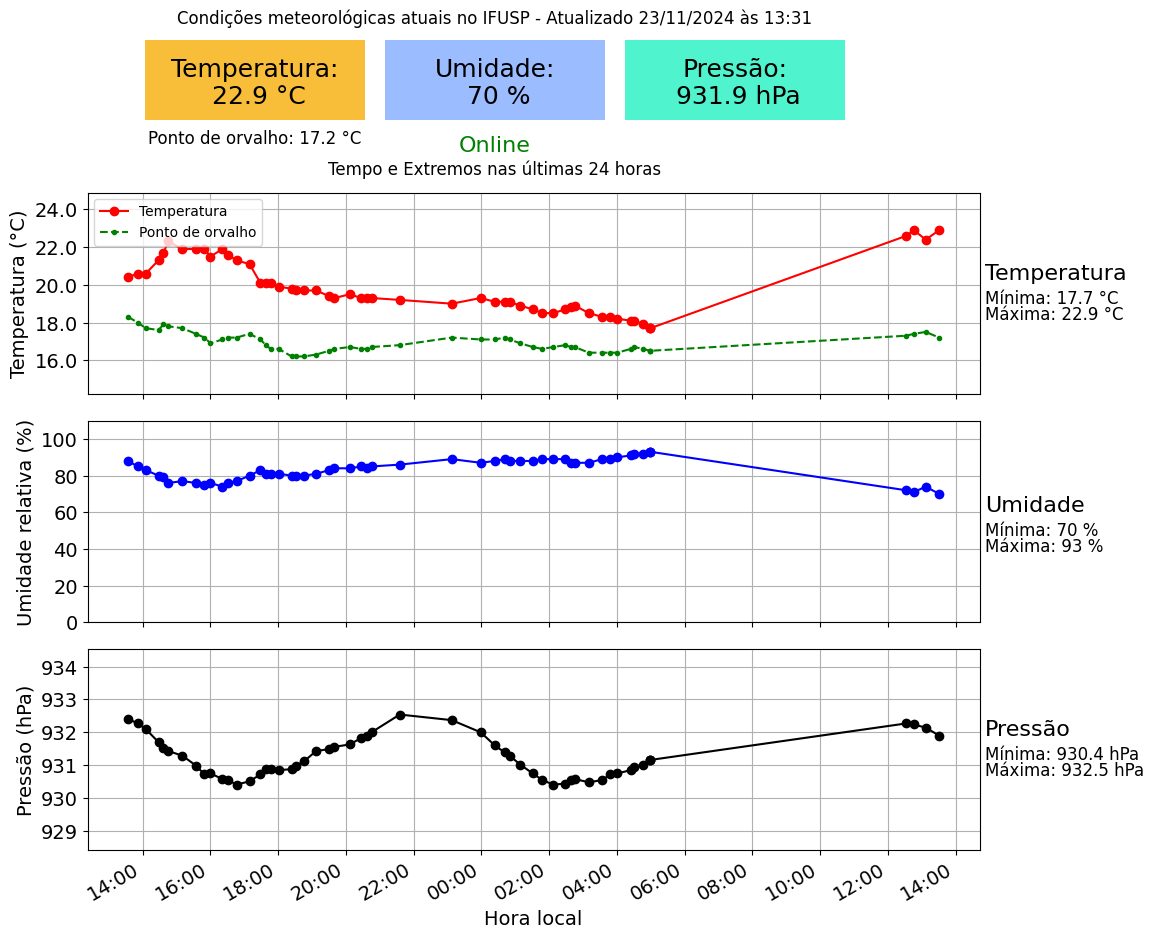 Condições meteorológicas atuais no IFUSP - Atualizado 23/11/2024 às 13:31
Temperatura:
22.9 °C
Umidade:
70 %
Pressão:
931.9 hPa
Ponto de orvalho: 17.2 °C
Online
Tempo e Extremos nas últimas 24 horas
Temperatura (°C)
24.0
22.0
20.0
18.0
16.0
Temperatura
Ponto de orvalho
Temperatura
Mínima: 17.7 °C
Máxima: 22.9 °C
Umidade relativa (%)
100
80
60
40
20
0
Umidade
Mínima: 70 %
Máxima: 93 %
Pressão (hPa)
934
933
932
931
930
929
Pressão
Mínima: 930.4 hPa
Máxima: 932.5 hPa
14:00 16:00 18:00 20:00 22:00 00:00 02:00 04:00 06:00 08:00 10:00 12:00 14:00
Hora local